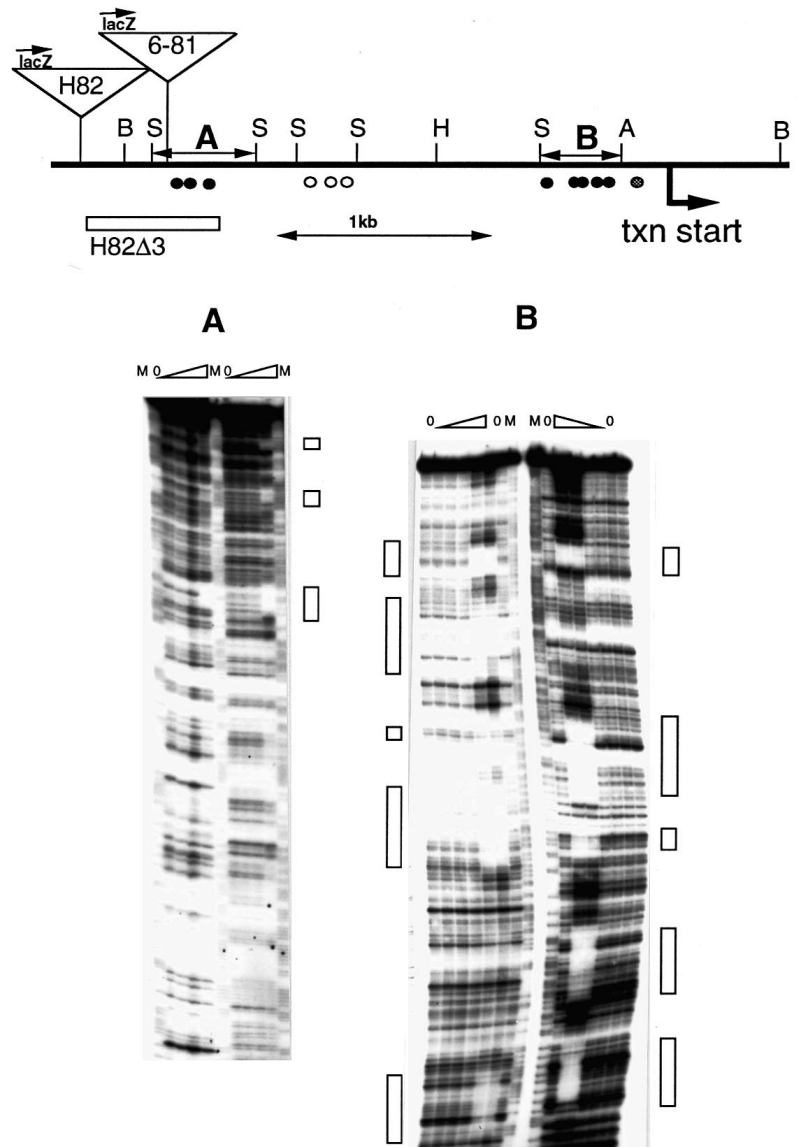 lacZ
lacZ
6-81
H82
B S A S S S H S B A B
H82Δ3
1kb
txn start
A
B
M 0 M 0 M
0 0 M M 0 0